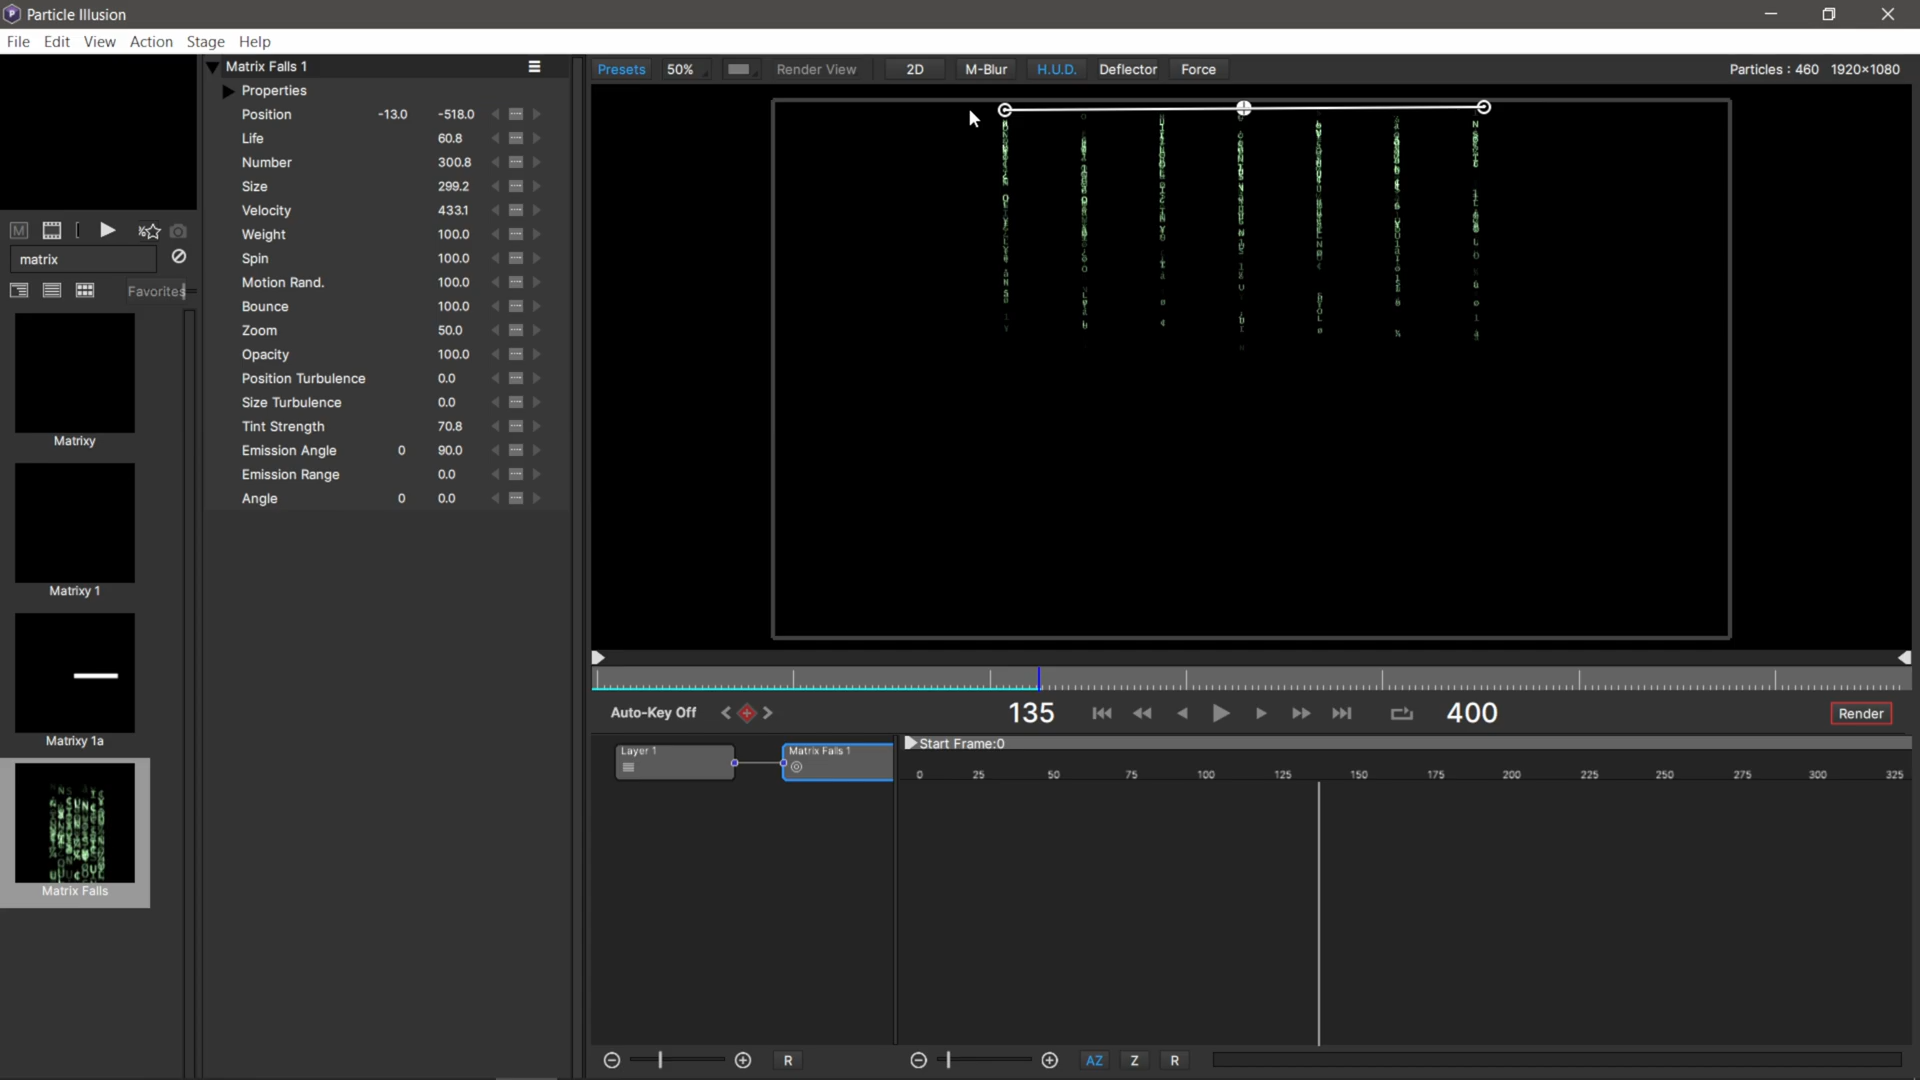 Particle Illusion
File Edit View Action Stage Help
Matrix Falls 1
Presets 50% Render View 2D M-Blur H.U.D. Deflector Force Particles : 460 1920×1080
Properties
Position -13.0 -518.0
Life 60.8
Number 300.8
Size 299.2
Velocity 433.1
Weight 100.0
Spin 100.0
Motion Rand. 100.0
Bounce 100.0
Zoom 50.0
Opacity 100.0
Position Turbulence 0.0
Size Turbulence 0.0
Tint Strength 70.8
Emission Angle 0 90.0
Emission Range 0.0
Angle 0 0.0
M
matrix
Favorites
Matrixy
Matrixy 1
Matrixy 1a
Matrix Falls
Auto-Key Off 135 400 Render
Layer 1 Matrix Falls 1
Start Frame:0
0 25 50 75 100 125 150 175 200 225 250 275 300 325
R AZ Z R